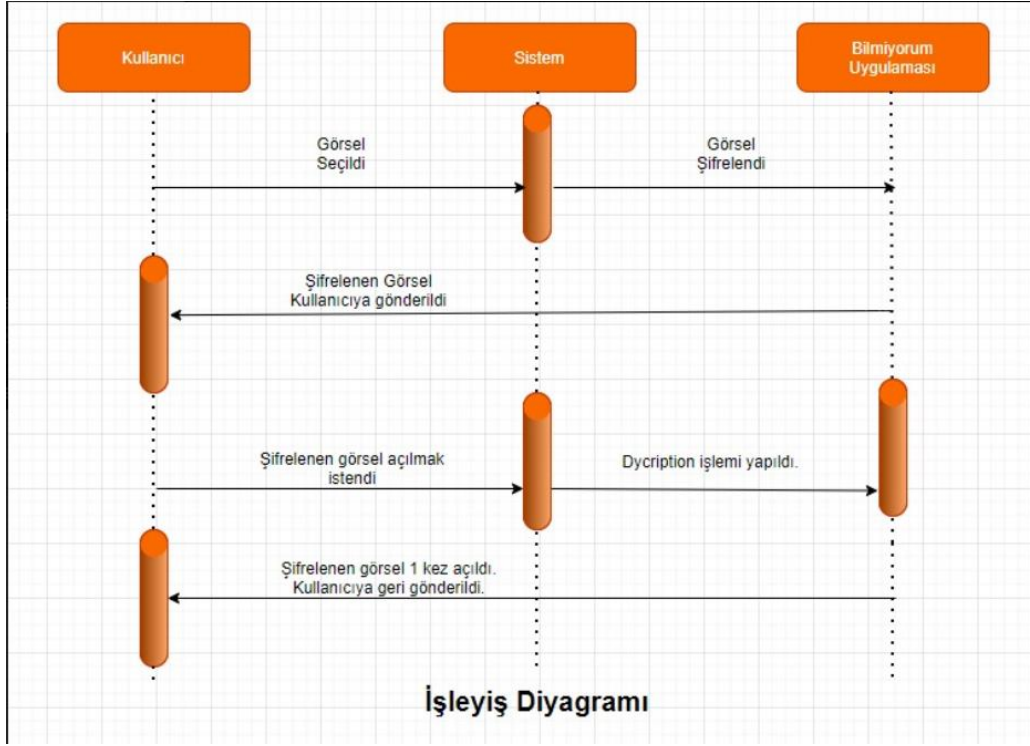 Kullanıcı
Sistem
Bilmiyorum
Uygulaması
Görsel
Seçildi
Görsel
Şifrelendi
Şifrelenen Görsel
Kullanıcıya gönderildi
Şifrelenen görsel açılmak
istendi
Dycription işlemi yapıldı.
Şifrelenen görsel 1 kez açıldı.
Kullanıcıya geri gönderildi.
İşleyiş Diyagramı